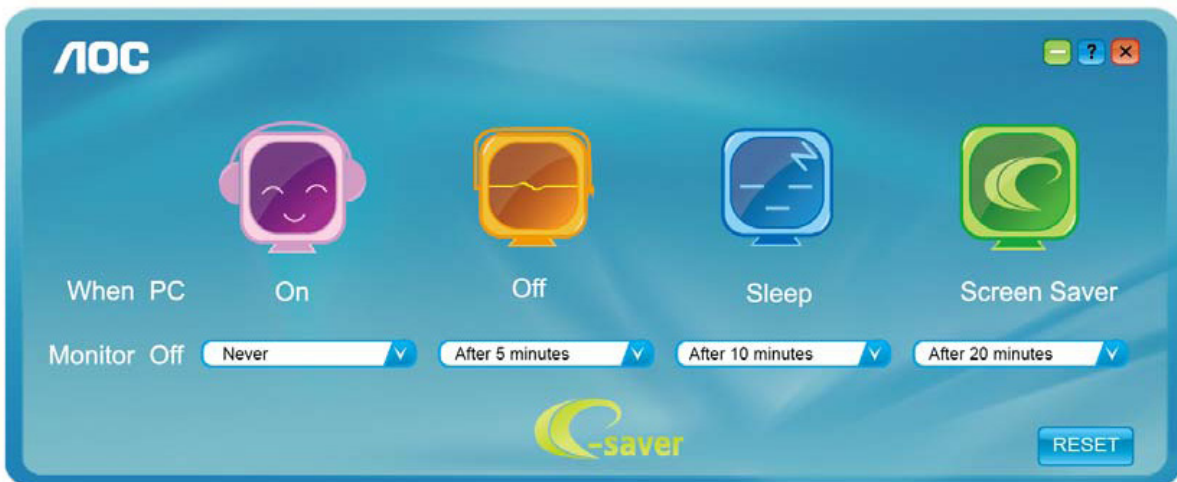 AOC
?
When PC On Off Sleep Screen Saver
Monitor Off Never After 5 minutes After 10 minutes After 20 minutes
e-saver
RESET